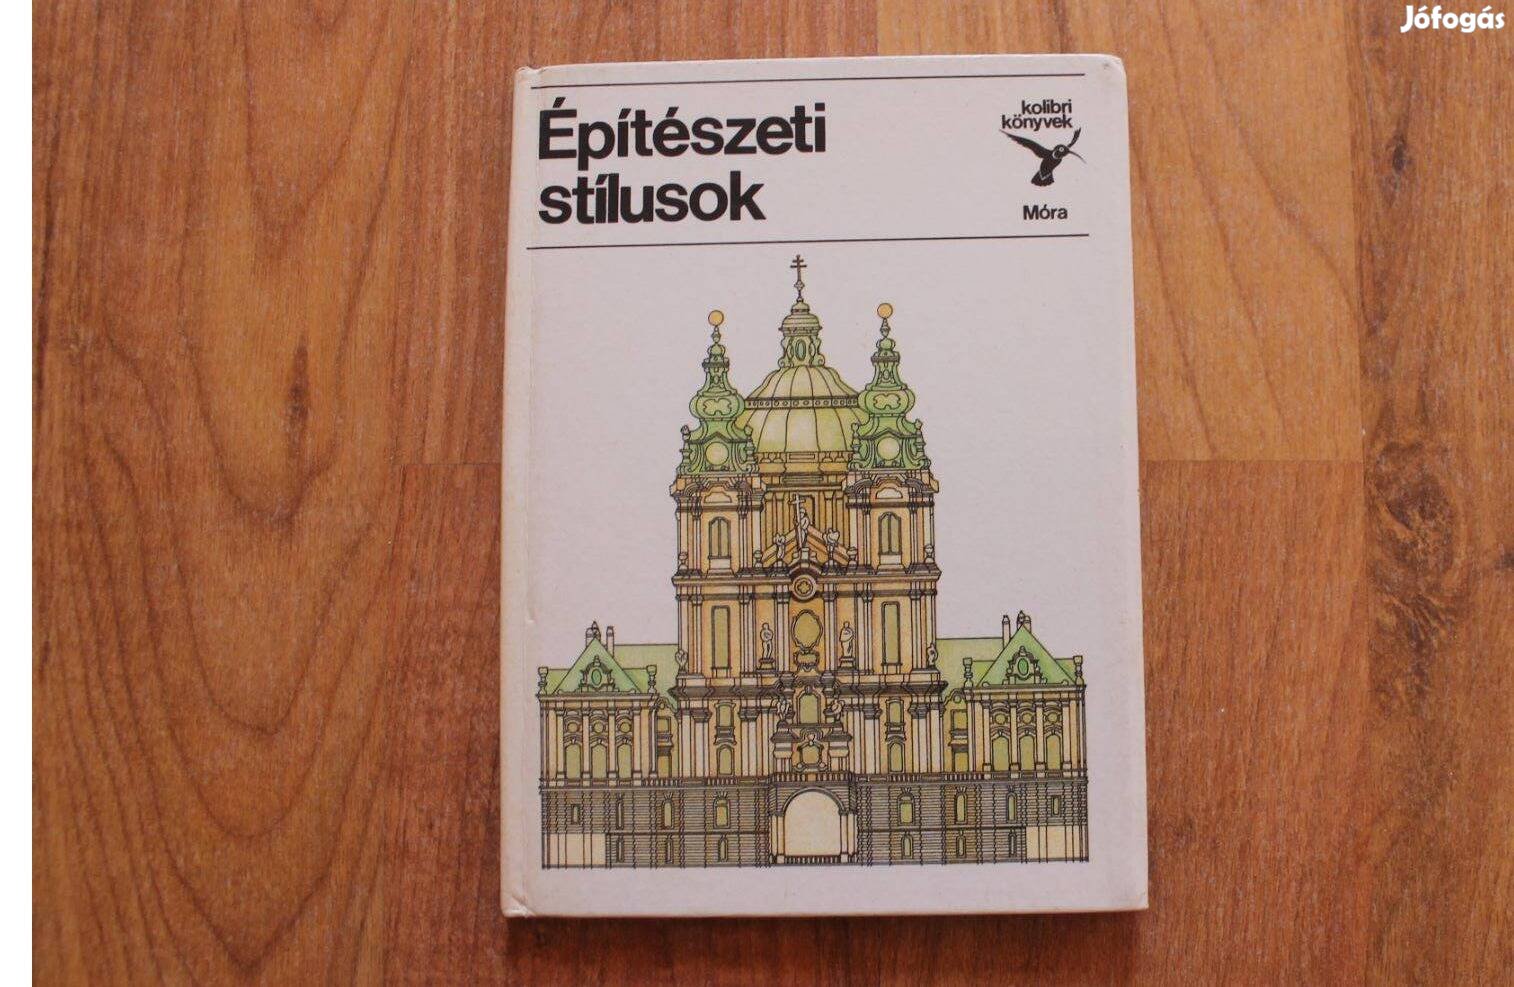 Jófogás
Építészeti
stílusok
kolibri
könyvek
Móra